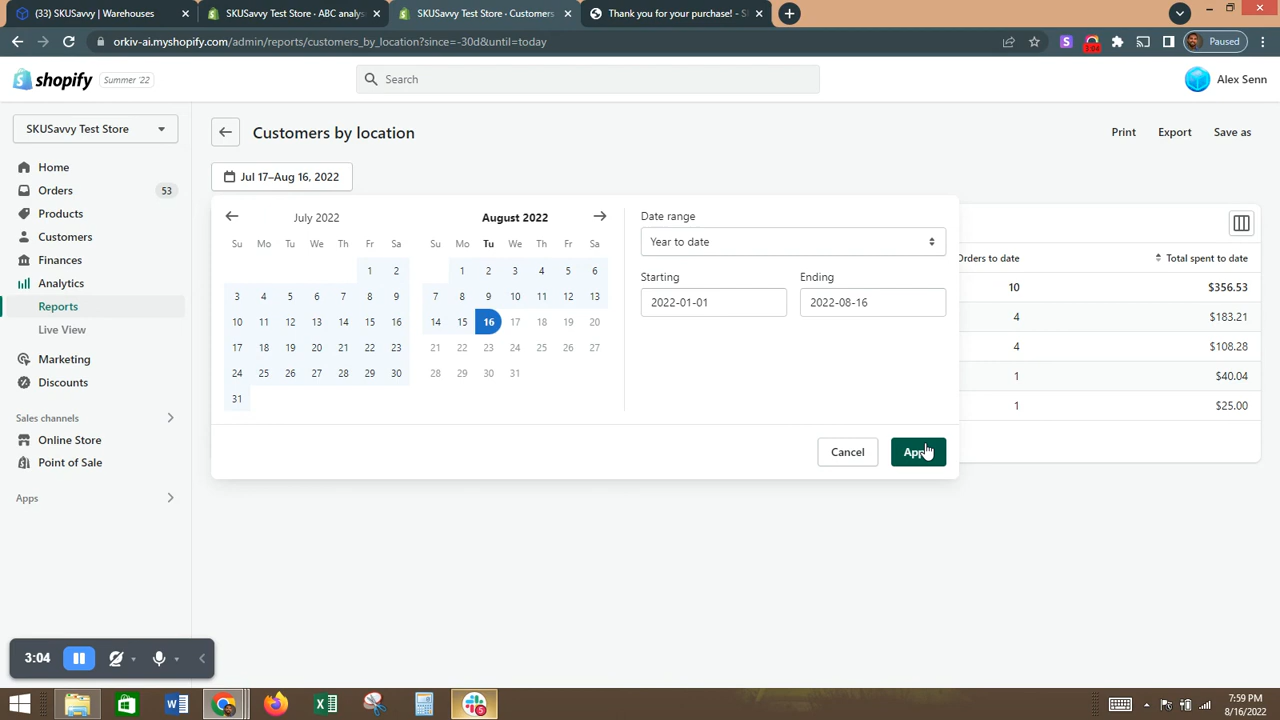 (33) SKUSavvy | Warehouses
SKUSavvy Test Store - ABC analys
SKUSavvy Test Store - Customers
Thank you for your purchase! - S
orkiv-ai.myshopify.com/admin/reports/customers_by_location?since=-30d&until=today
3:04
Paused
shopify
Summer '22
Search
Alex Senn
SKUSavvy Test Store
Home
Orders
53
Products
Customers
Finances
Analytics
Reports
Live View
Marketing
Discounts
Sales channels
Online Store
Point of Sale
Apps
Customers by location
Print
Export
Save as
Jul 17–Aug 16, 2022
July 2022
Su Mo Tu We Th Fr Sa
1 2
3 4 5 6 7 8 9
10 11 12 13 14 15 16
17 18 19 20 21 22 23
24 25 26 27 28 29 30
31
August 2022
Su Mo Tu We Th Fr Sa
1 2 3 4 5 6
7 8 9 10 11 12 13
14 15 16 17 18 19 20
21 22 23 24 25 26 27
28 29 30 31
Date range
Year to date
Starting
Ending
2022-01-01
2022-08-16
Cancel
Orders to date
Total spent to date
10 $356.53
4 $183.21
4 $108.28
1 $40.04
1 $25.00
3:04
7:59 PM
8/16/2022